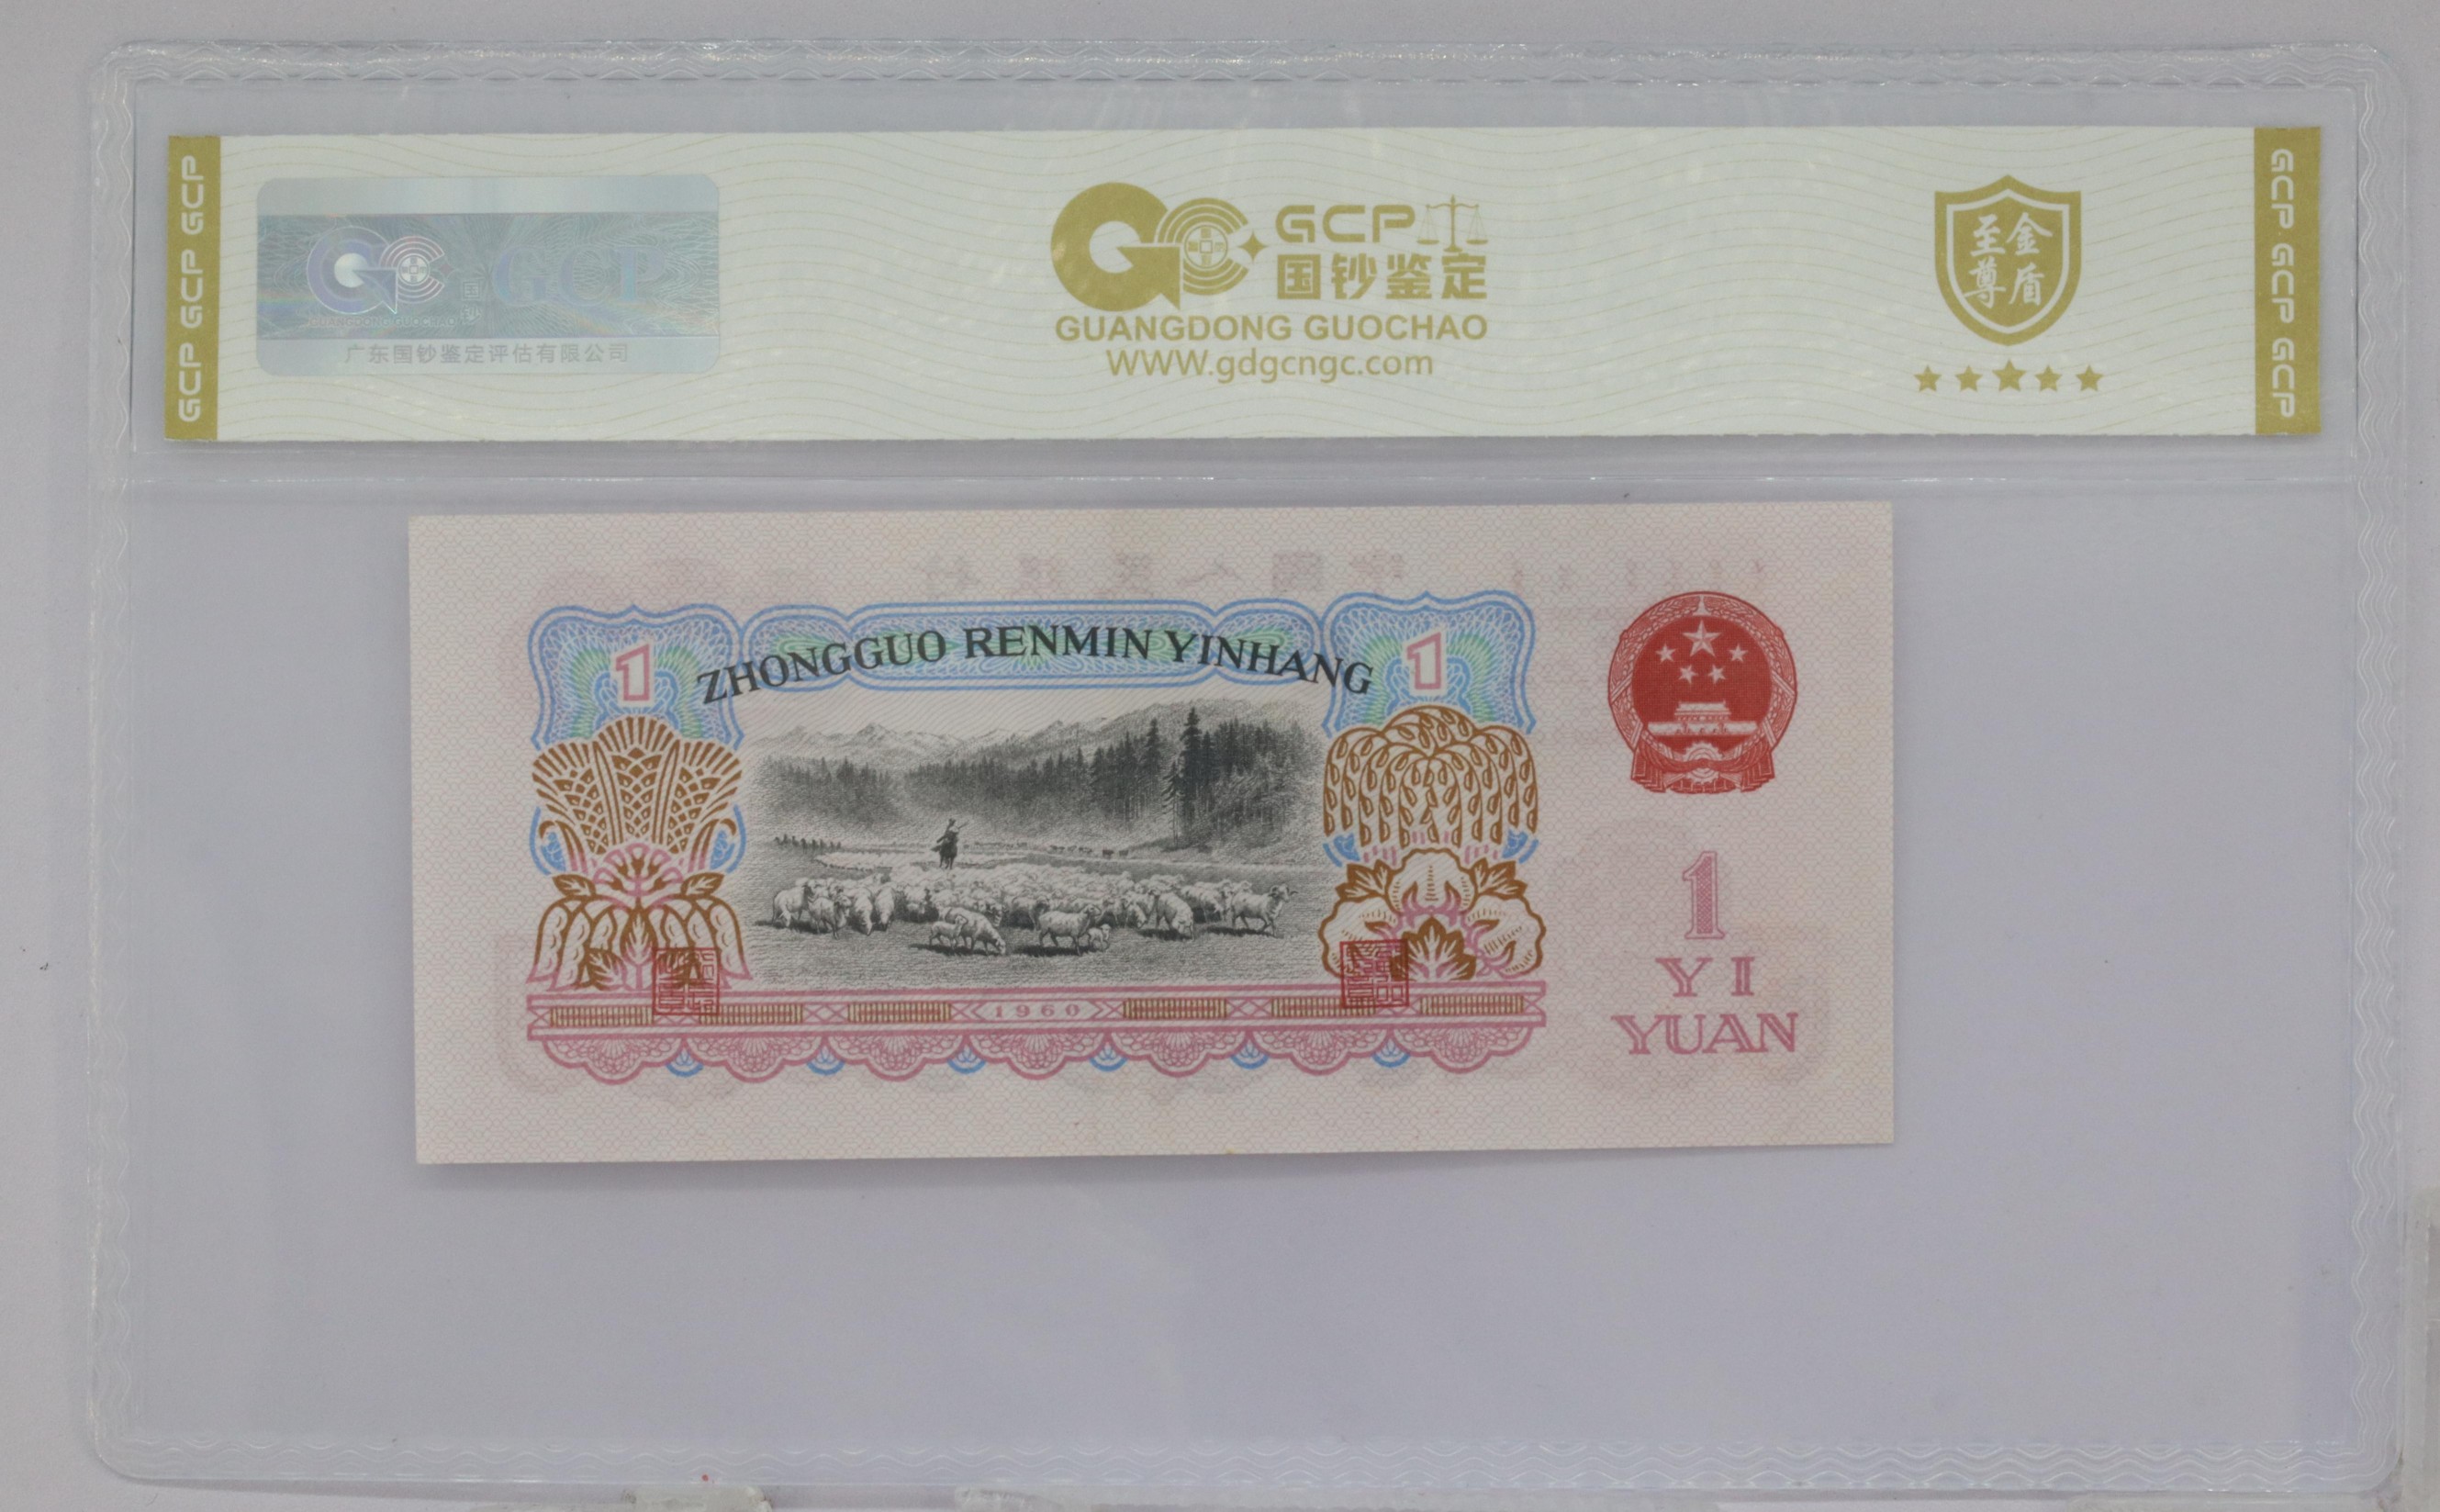 GCP GCP GCP
GCP
国钞
GUANGDONG GUOCHAO
广东国钞鉴定评估有限公司
GCP
国钞鉴定
GUANGDONG GUOCHAO
WWW.gdgcngc.com
至尊金盾
GCP GCP GCP
1
ZHONGGUO RENMIN YINHANG
1
1960
1
YI
YUAN